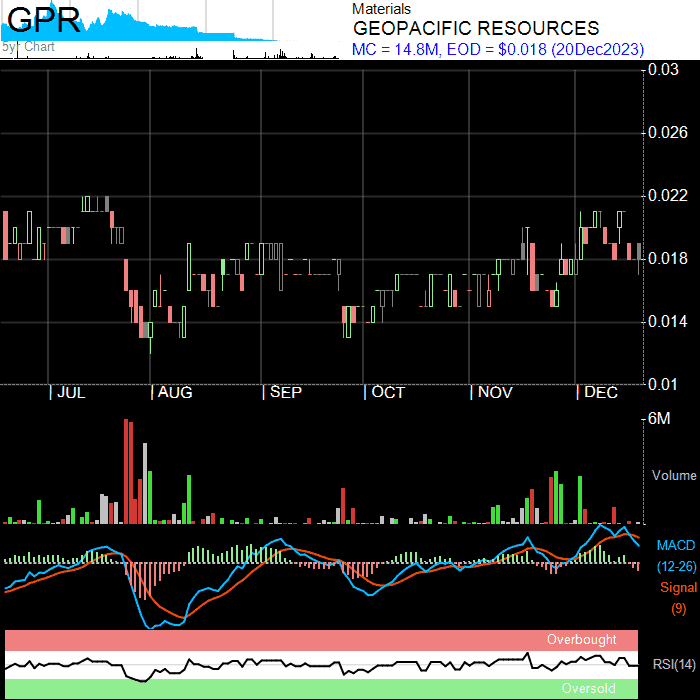 GPR
5yr Chart
Materials
GEOPACIFIC RESOURCES
MC = 14.8M, EOD = $0.018 (20Dec2023)
0.03
0.026
0.022
0.018
0.014
0.01
JUL AUG SEP OCT NOV DEC
6M
Volume
MACD
(12-26)
Signal
(9)
Overbought
RSI(14)
Oversold